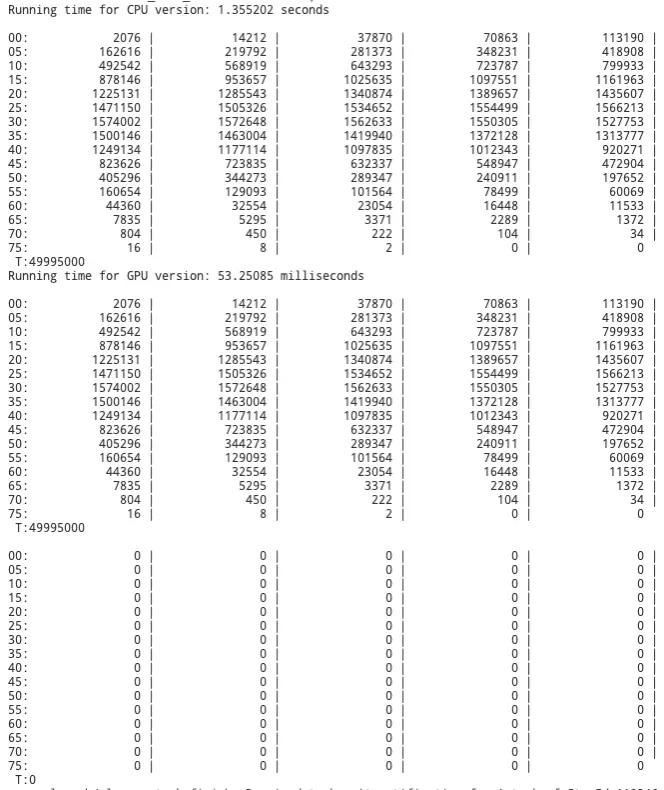 Running time for CPU version: 1.355202 seconds
00: 2076 | 14212 | 37870 | 70863 | 113190 |
05: 162616 | 219792 | 281373 | 348231 | 418908 |
10: 492542 | 568919 | 643293 | 723787 | 799933 |
15: 878146 | 953657 | 1025635 | 1097551 | 1161963 |
20: 1225131 | 1285543 | 1340874 | 1389657 | 1435607 |
25: 1471150 | 1505326 | 1534652 | 1554499 | 1566213 |
30: 1574002 | 1572648 | 1562633 | 1550305 | 1527753 |
35: 1500146 | 1463004 | 1419940 | 1372128 | 1313777 |
40: 1249134 | 1177114 | 1097835 | 1012343 | 920271 |
45: 823626 | 723835 | 632337 | 548947 | 472904 |
50: 405296 | 344273 | 289347 | 240911 | 197652 |
55: 160654 | 129093 | 101564 | 78499 | 60069 |
60: 44360 | 32554 | 23054 | 16448 | 11533 |
65: 7835 | 5295 | 3371 | 2289 | 1372 |
70: 804 | 450 | 222 | 104 | 34 |
75: 16 | 8 | 2 | 0 | 0
T:49995000
Running time for GPU version: 53.25085 milliseconds
00: 2076 | 14212 | 37870 | 70863 | 113190 |
05: 162616 | 219792 | 281373 | 348231 | 418908 |
10: 492542 | 568919 | 643293 | 723787 | 799933 |
15: 878146 | 953657 | 1025635 | 1097551 | 1161963 |
20: 1225131 | 1285543 | 1340874 | 1389657 | 1435607 |
25: 1471150 | 1505326 | 1534652 | 1554499 | 1566213 |
30: 1574002 | 1572648 | 1562633 | 1550305 | 1527753 |
35: 1500146 | 1463004 | 1419940 | 1372128 | 1313777 |
40: 1249134 | 1177114 | 1097835 | 1012343 | 920271 |
45: 823626 | 723835 | 632337 | 548947 | 472904 |
50: 405296 | 344273 | 289347 | 240911 | 197652 |
55: 160654 | 129093 | 101564 | 78499 | 60069 |
60: 44360 | 32554 | 23054 | 16448 | 11533 |
65: 7835 | 5295 | 3371 | 2289 | 1372 |
70: 804 | 450 | 222 | 104 | 34 |
75: 16 | 8 | 2 | 0 | 0
T:49995000
00: 0 | 0 | 0 | 0 | 0 |
05: 0 | 0 | 0 | 0 | 0 |
10: 0 | 0 | 0 | 0 | 0 |
15: 0 | 0 | 0 | 0 | 0 |
20: 0 | 0 | 0 | 0 | 0 |
25: 0 | 0 | 0 | 0 | 0 |
30: 0 | 0 | 0 | 0 | 0 |
35: 0 | 0 | 0 | 0 | 0 |
40: 0 | 0 | 0 | 0 | 0 |
45: 0 | 0 | 0 | 0 | 0 |
50: 0 | 0 | 0 | 0 | 0 |
55: 0 | 0 | 0 | 0 | 0 |
60: 0 | 0 | 0 | 0 | 0 |
65: 0 | 0 | 0 | 0 | 0 |
70: 0 | 0 | 0 | 0 | 0 |
75: 0 | 0 | 0 | 0 | 0
T:0